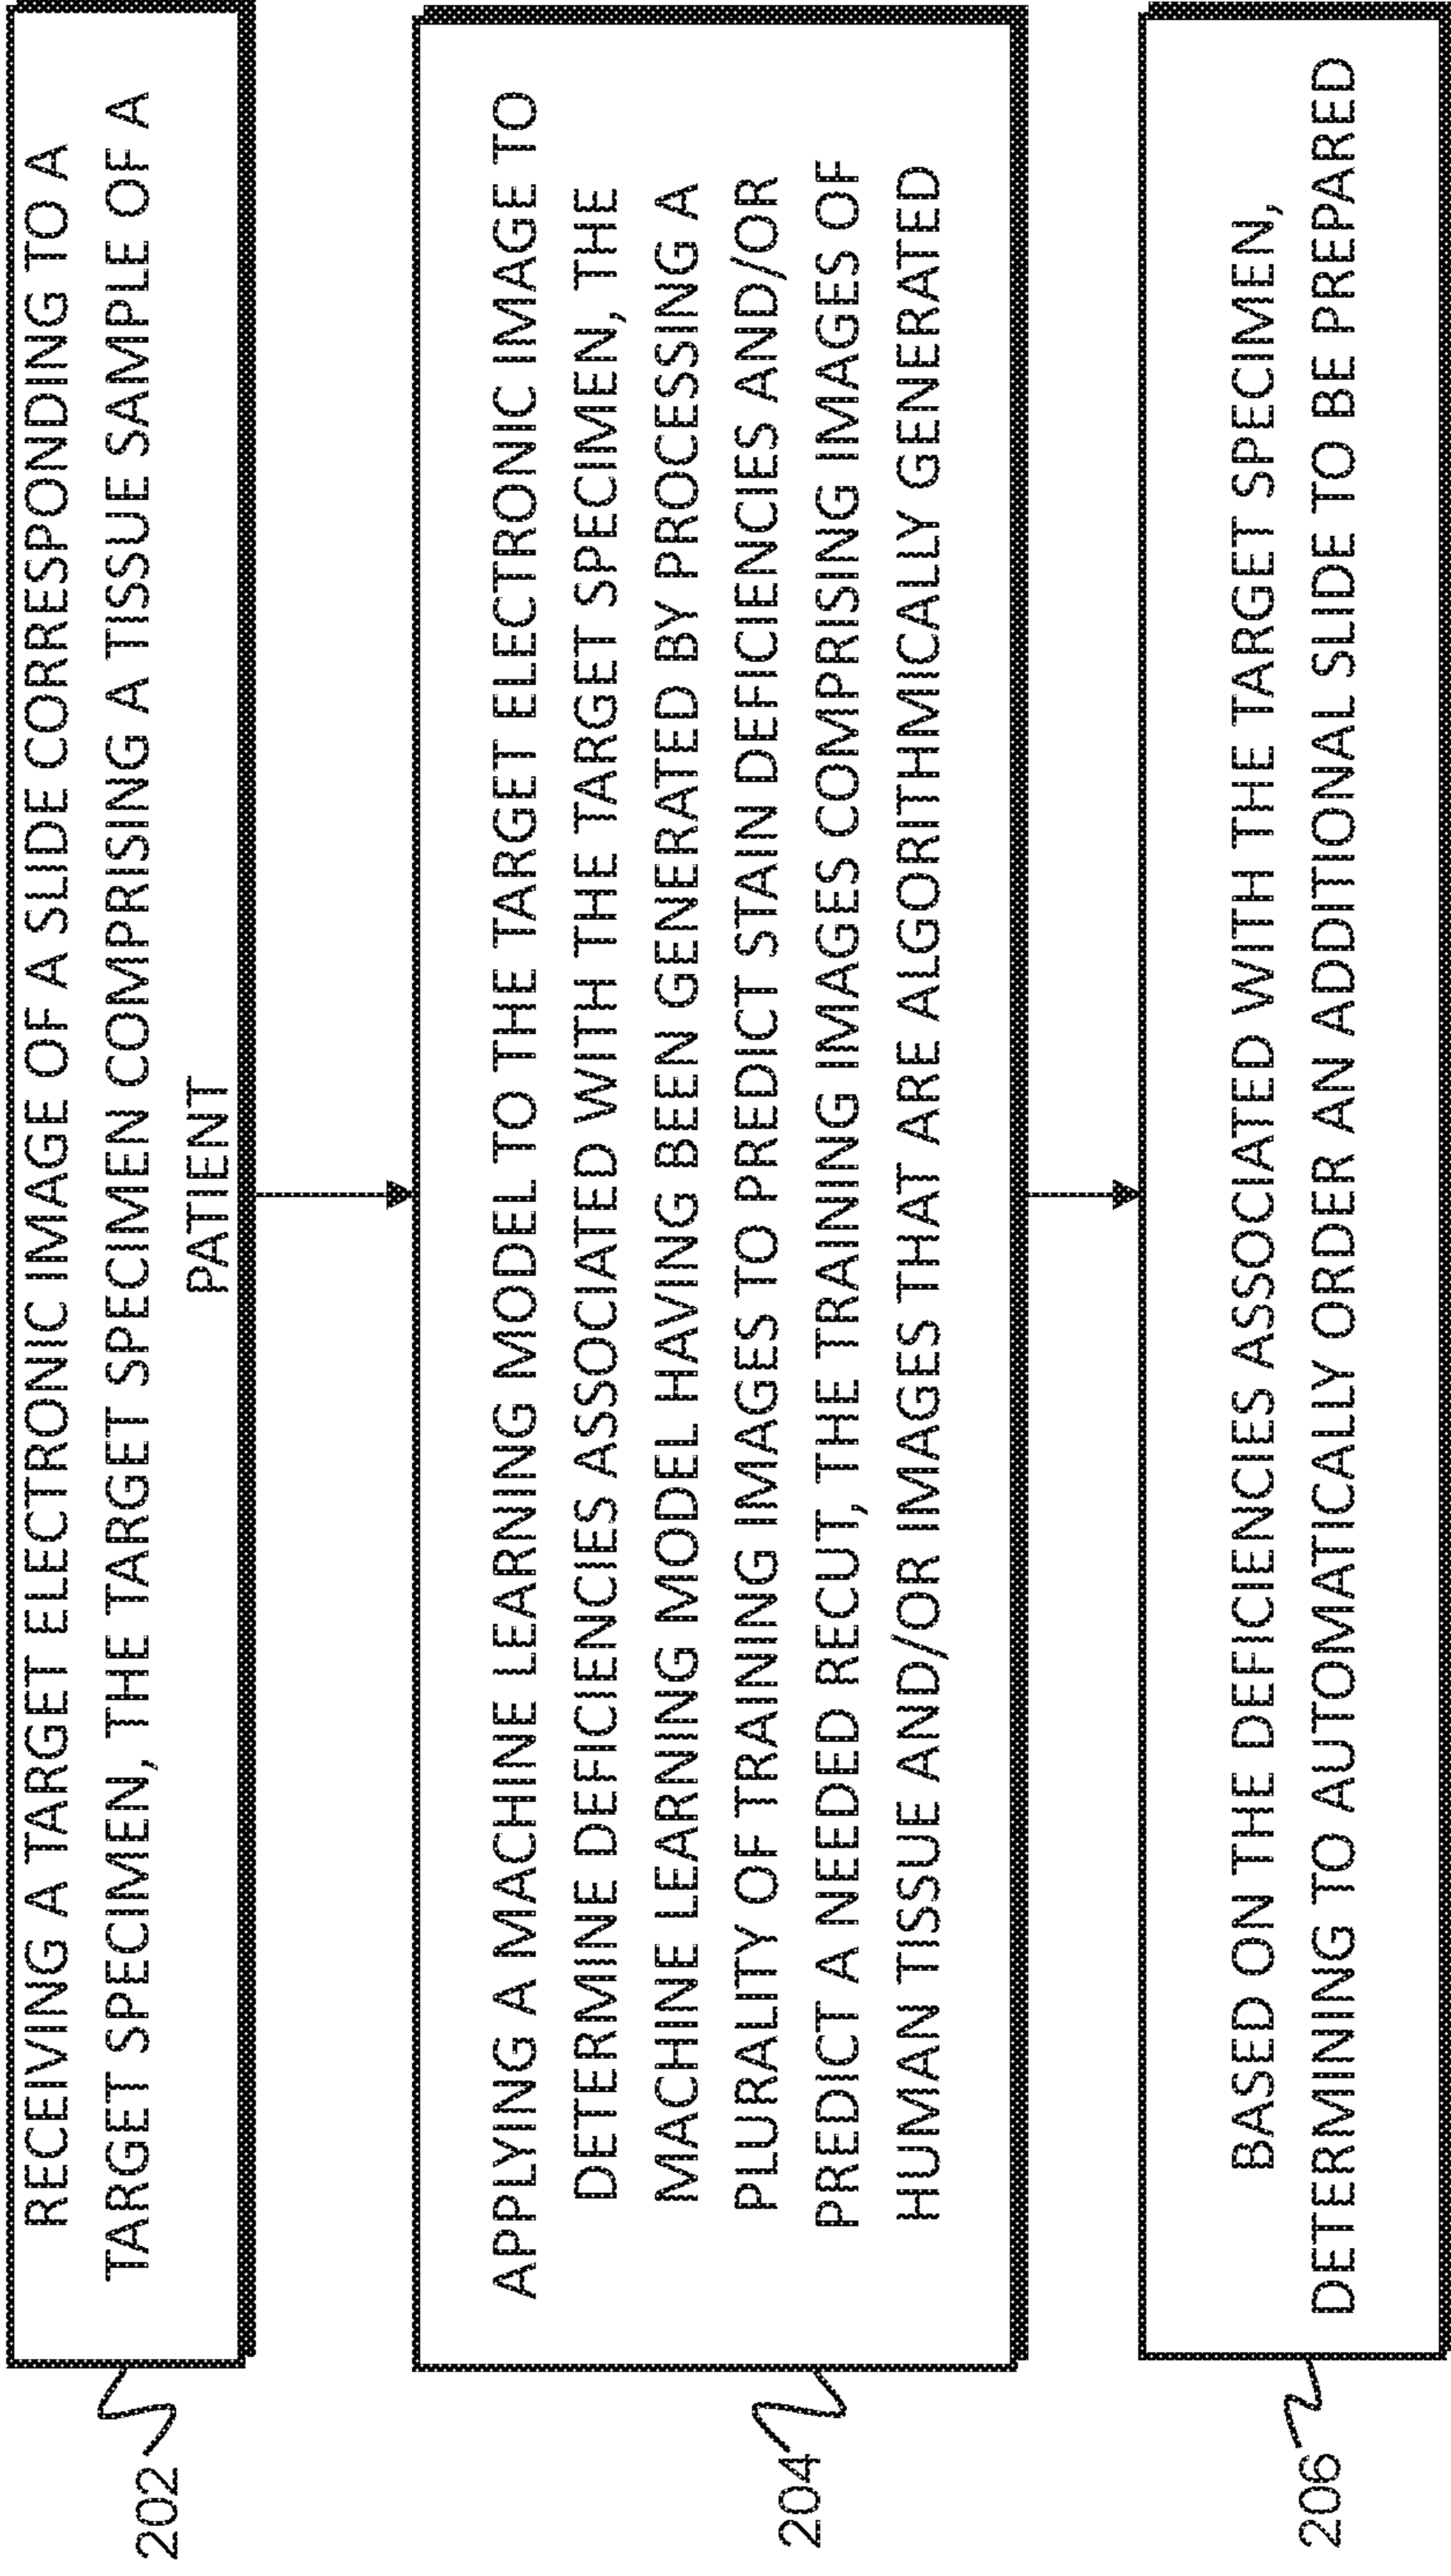 RECEIVING A TARGET ELECTRONIC IMAGE OF A SLIDE CORRESPONDING TO A
TARGET SPECIMEN, THE TARGET SPECIMEN COMPRISING A TISSUE SAMPLE OF A
PATIENT
202
APPLYING A MACHINE LEARNING MODEL TO THE TARGET ELECTRONIC IMAGE TO
DETERMINE DEFICIENCIES ASSOCIATED WITH THE TARGET SPECIMEN, THE
MACHINE LEARNING MODEL HAVING BEEN GENERATED BY PROCESSING A
PLURALITY OF TRAINING IMAGES TO PREDICT STAIN DEFICIENCIES AND/OR
PREDICT A NEEDED RECUT, THE TRAINING IMAGES COMPRISING IMAGES OF
HUMAN TISSUE AND/OR IMAGES THAT ARE ALGORITHMICALLY GENERATED
204
BASED ON THE DEFICIENCIES ASSOCIATED WITH THE TARGET SPECIMEN,
DETERMINING TO AUTOMATICALLY ORDER AN ADDITIONAL SLIDE TO BE PREPARED
206